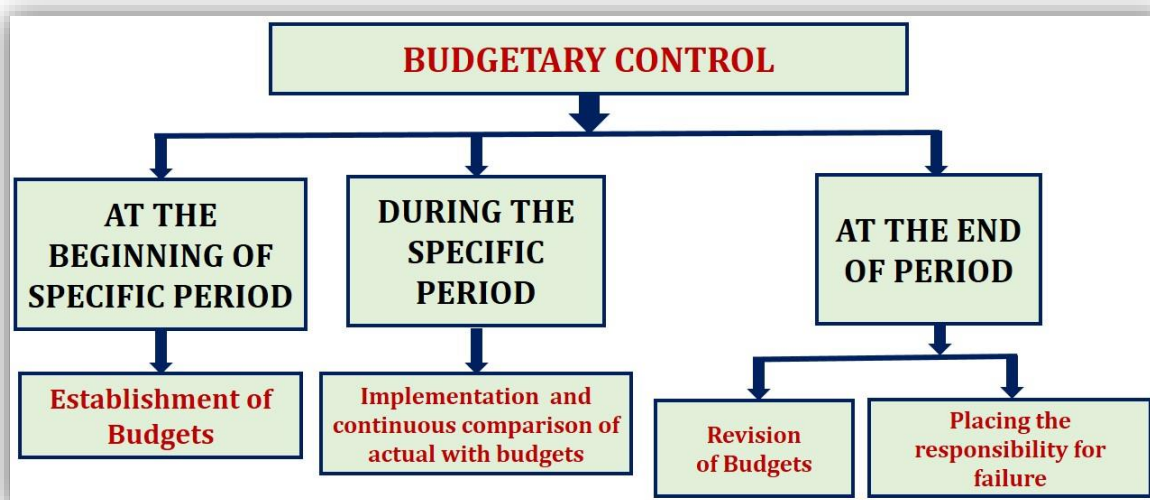 BUDGETARY CONTROL
AT THE
BEGINNING OF
SPECIFIC PERIOD
DURING THE
SPECIFIC
PERIOD
AT THE END
OF PERIOD
Establishment of
Budgets
Implementation and
continuous comparison of
actual with budgets
Revision
of Budgets
Placing the
responsibility for
failure